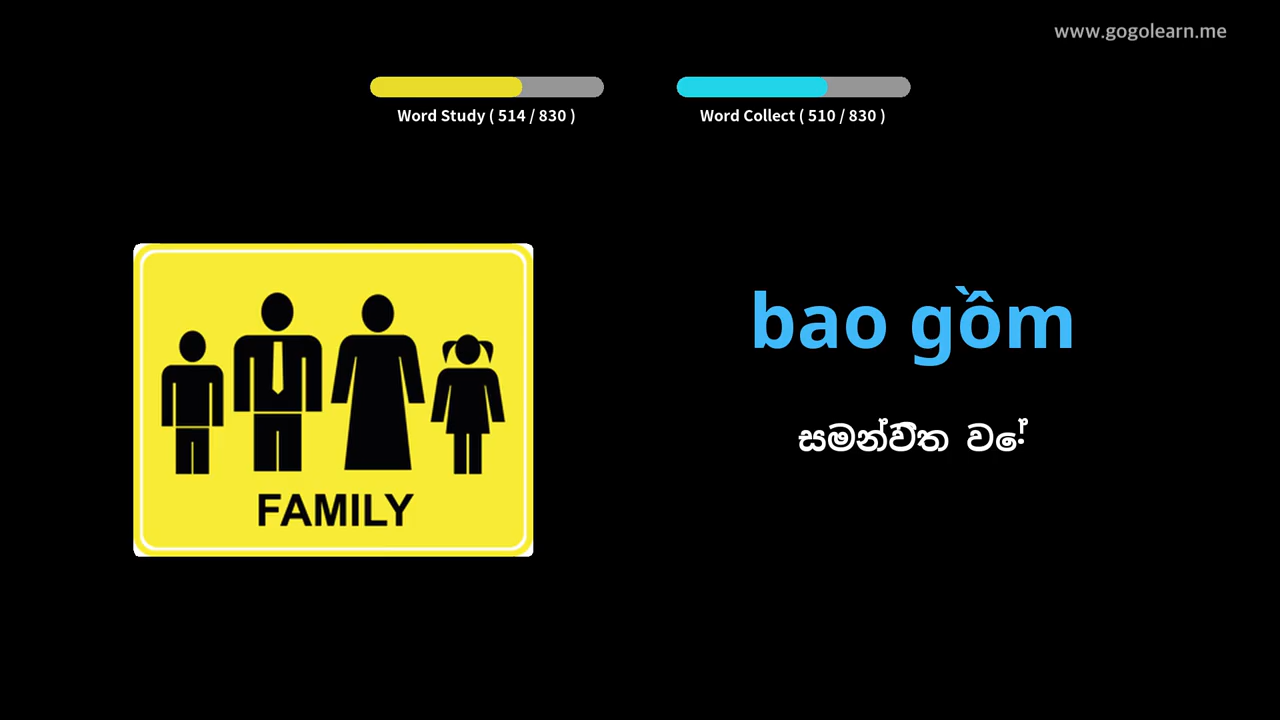 www.gogolearn.me
Word Study ( 514 / 830 )
Word Collect ( 510 / 830 )
FAMILY
bao gồm
සමන්විත වේ.